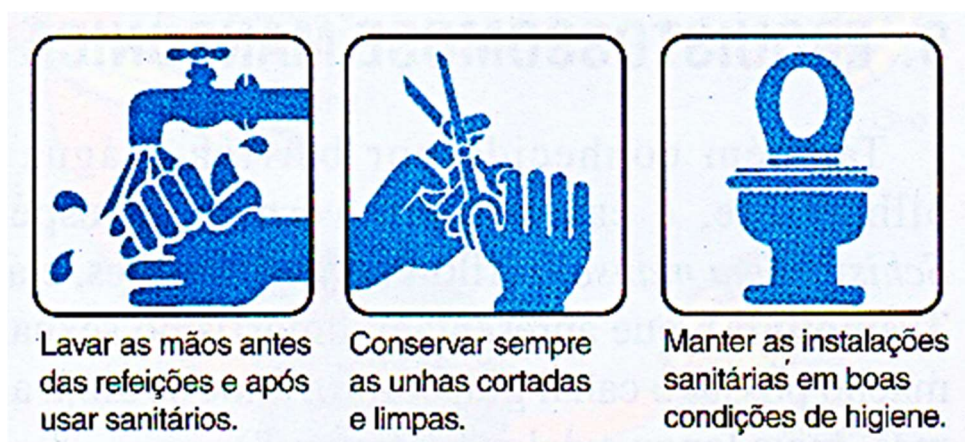 Lavar as mãos antes
das refeições e após
usar sanitários.
Conservar sempre
as unhas cortadas
e limpas.
Manter as instalações
sanitárias em boas
condições de higiene.